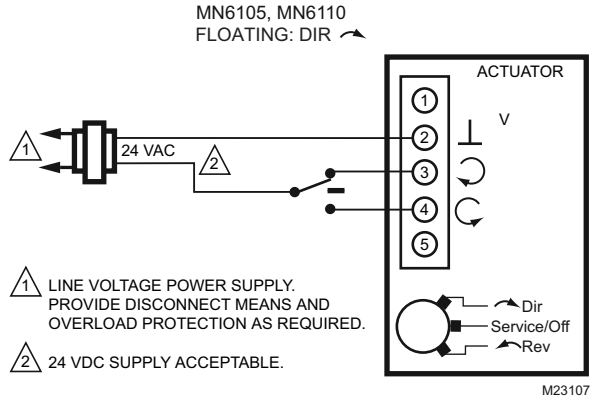 MN6105, MN6110
FLOATING: DIR
ACTUATOR
1
V
1
24 VAC
2
2
3
4
5
1 LINE VOLTAGE POWER SUPPLY.
PROVIDE DISCONNECT MEANS AND
OVERLOAD PROTECTION AS REQUIRED.
2 24 VDC SUPPLY ACCEPTABLE.
Dir
Service/Off
Rev
M23107